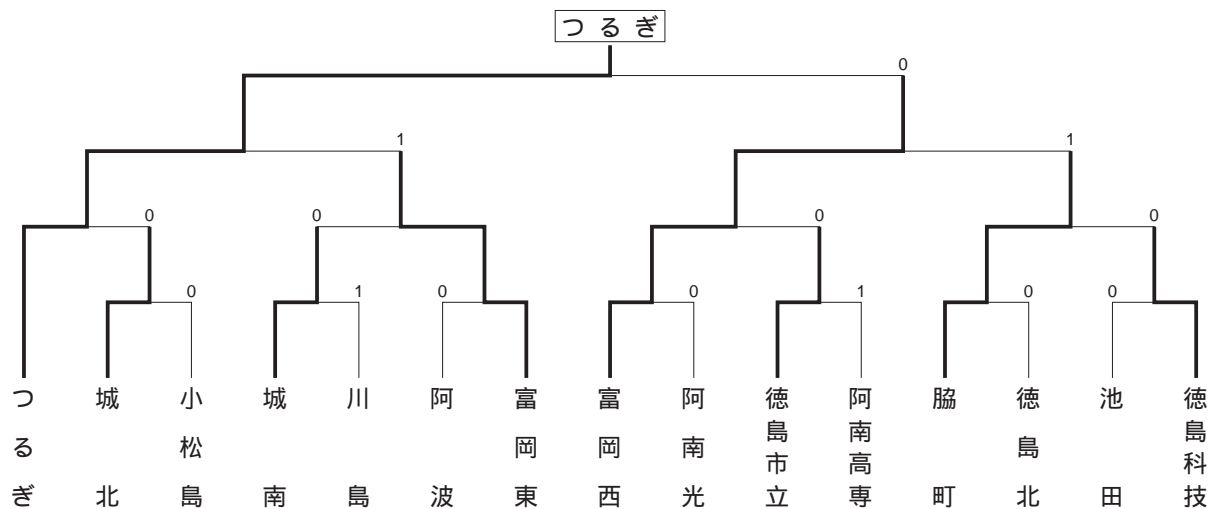 つるぎ
0
1
1
0
0
0
0
0
1
0
0
1
0
0
つるぎ
城北
小松島
城南
川島
阿波
富岡東
富岡西
阿南光
徳島市立
阿南高専
脇町
徳島北
池田
徳島科技